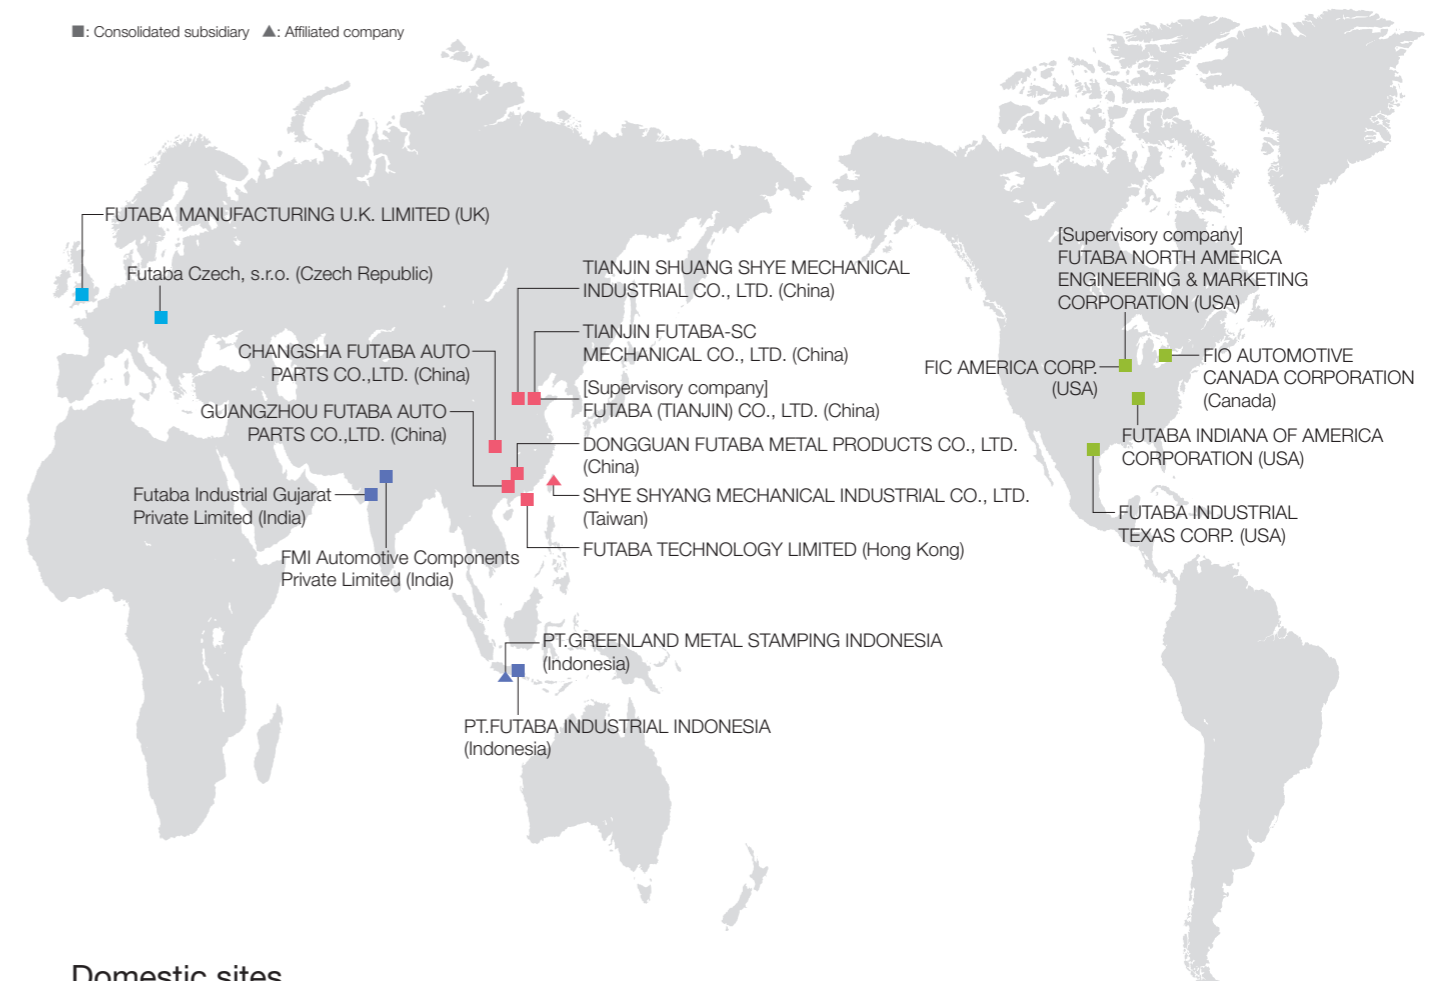 ■: Consolidated subsidiary ▲: Affiliated company
FUTABA MANUFACTURING U.K. LIMITED (UK)
Futaba Czech, s.r.o. (Czech Republic)
CHANGSHA FUTABA AUTO
PARTS CO.,LTD. (China)
GUANGZHOU FUTABA AUTO
PARTS CO.,LTD. (China)
Futaba Industrial Gujarat
Private Limited (India)
FMI Automotive Components
Private Limited (India)
TIANJIN SHUANG SHYE MECHANICAL
INDUSTRIAL CO., LTD. (China)
TIANJIN FUTABA-SC
MECHANICAL CO., LTD. (China)
[Supervisory company]
FUTABA (TIANJIN) CO., LTD. (China)
DONGGUAN FUTABA METAL PRODUCTS CO., LTD.
(China)
SHYE SHYANG MECHANICAL INDUSTRIAL CO., LTD.
(Taiwan)
FUTABA TECHNOLOGY LIMITED (Hong Kong)
PT.GREENLAND METAL STAMPING INDONESIA
(Indonesia)
PT.FUTABA INDUSTRIAL INDONESIA
(Indonesia)
[Supervisory company]
FUTABA NORTH AMERICA
ENGINEERING & MARKETING
CORPORATION (USA)
FIC AMERICA CORP.
(USA)
FIO AUTOMOTIVE
CANADA CORPORATION
(Canada)
FUTABA INDIANA OF AMERICA
CORPORATION (USA)
FUTABA INDUSTRIAL
TEXAS CORP. (USA)
Domestic sites